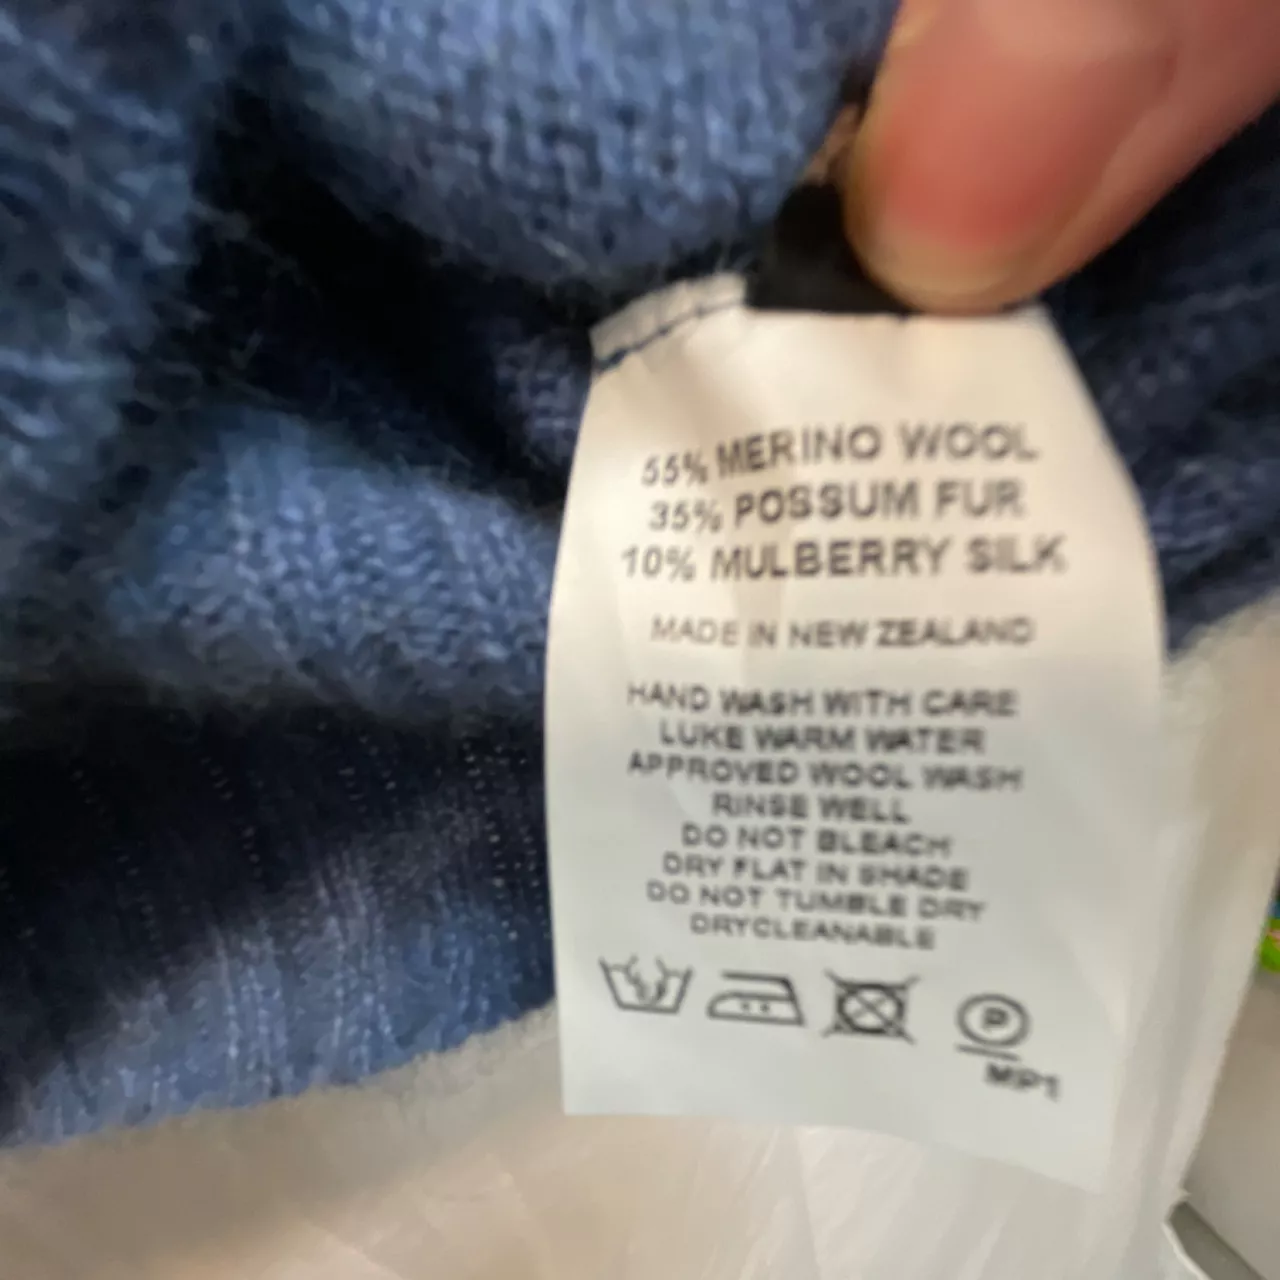 55% MERINO WOOL
35% POSSUM FUR
10% MULBERRY SILK
MADE IN NEW ZEALAND
HAND WASH WITH CARE
LUKE WARM WATER
APPROVED WOOL WASH
RINSE WELL
DO NOT BLEACH
DRY FLAT IN SHADE
DO NOT TUMBLE DRY
DRYCLEANABLE
P
MP1